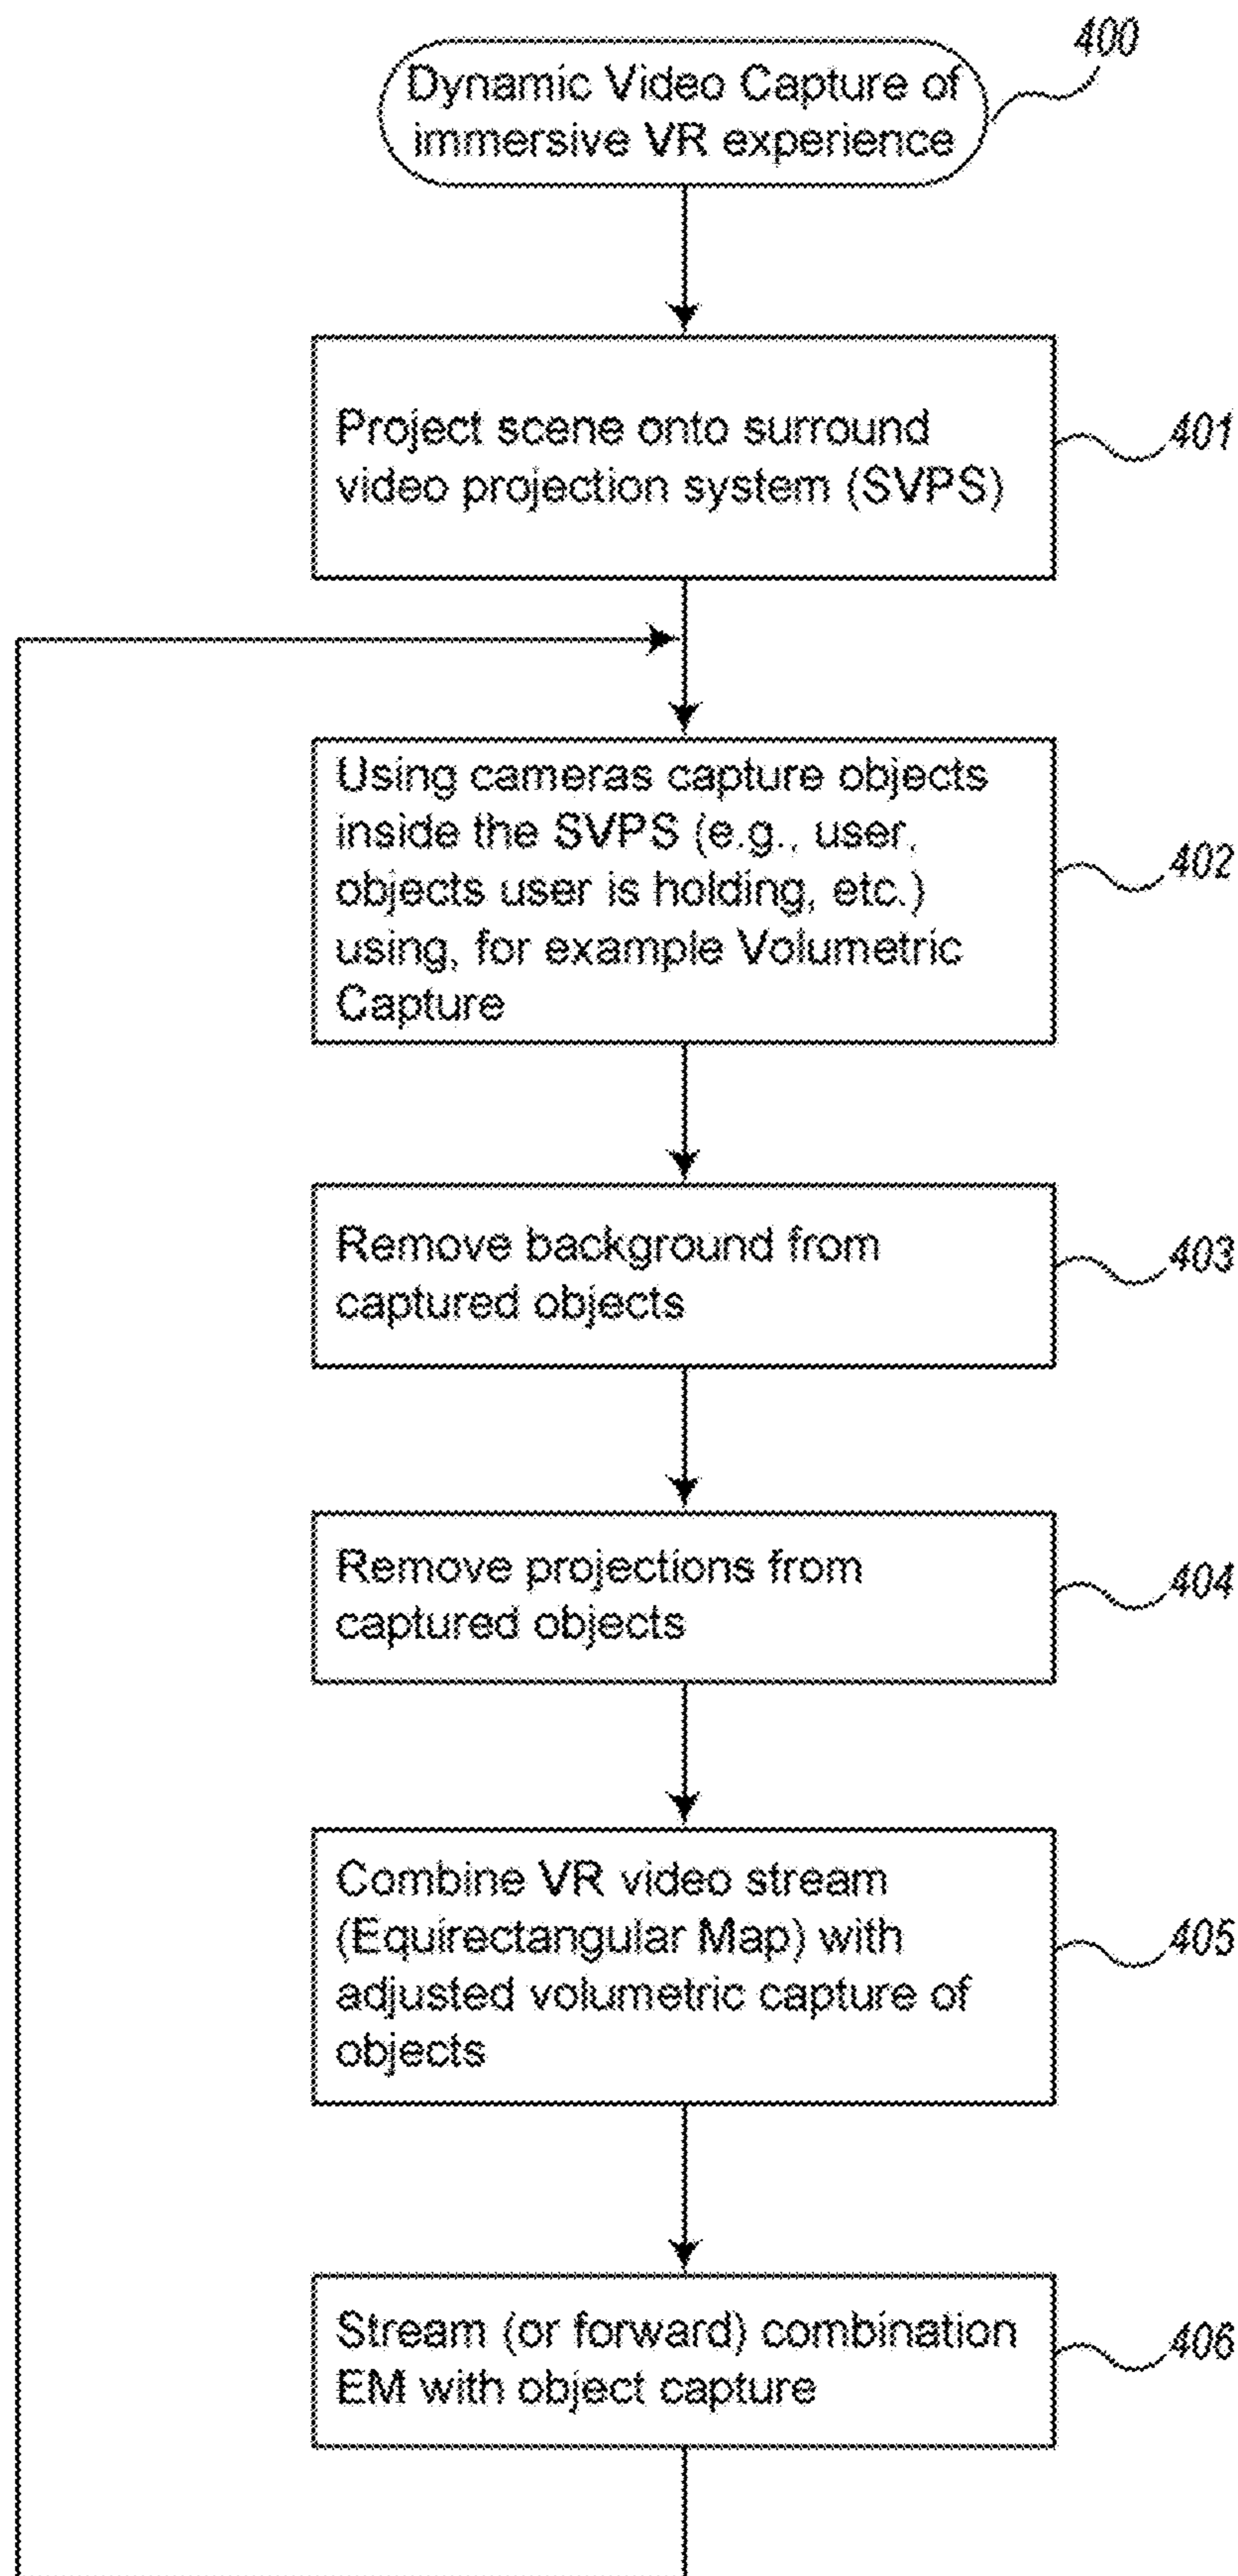 400
Dynamic Video Capture of
immersive VR experience
Project scene onto surround
video projection system (SVPS)
401
Using cameras capture objects
inside the SVPS (e.g., user,
objects user is holding, etc.)
using, for example Volumetric
Capture
402
Remove background from
captured objects
403
Remove projections from
captured objects
404
Combine VR video stream
(Equirectangular Map) with
adjusted volumetric capture of
objects
405
Stream (or forward) combination
EM with object capture
406